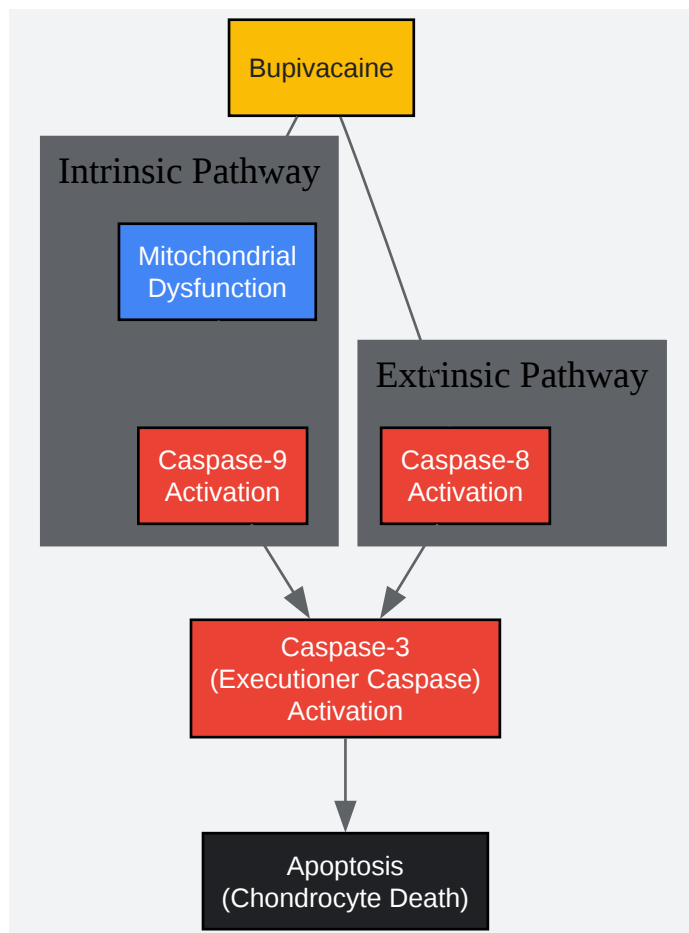 Bupivacaine
Intrinsic Pathway
Mitochondrial
Dysfunction
Extrinsic Pathway
Caspase-9
Activation
Caspase-8
Activation
Caspase-3
(Executioner Caspase)
Activation
Apoptosis
(Chondrocyte Death)